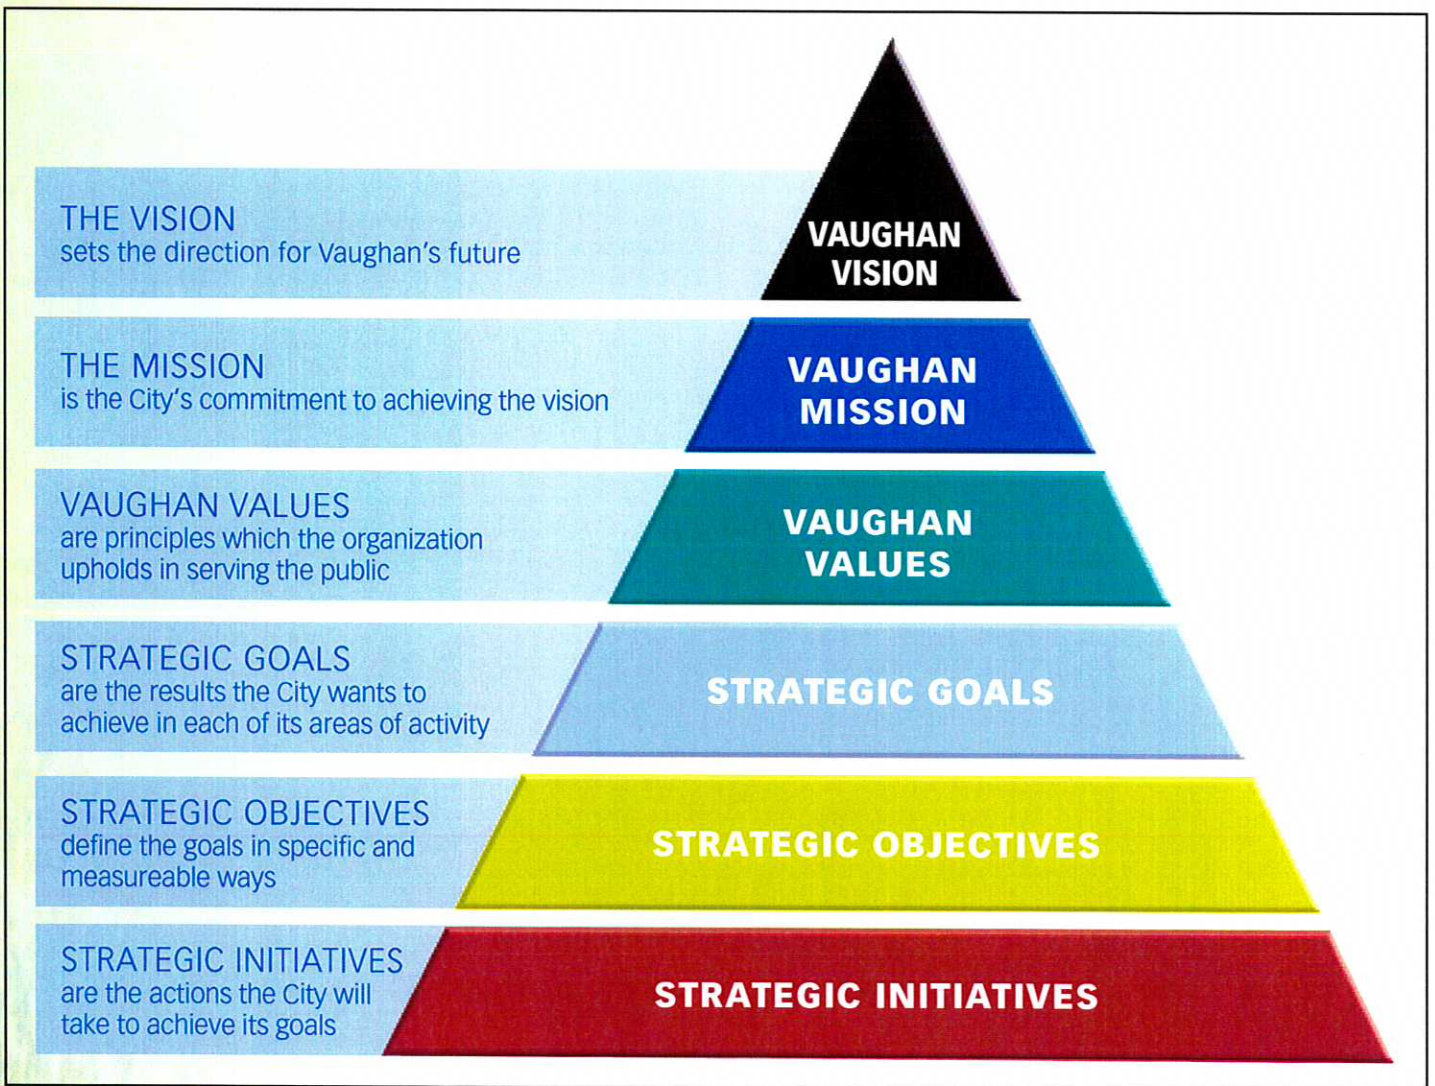 THE VISION
sets the direction for Vaughan's future
VAUGHAN
VISION
THE MISSION
is the City's commitment to achieving the vision
VAUGHAN
MISSION
VAUGHAN VALUES
are principles which the organization
upholds in serving the public
VAUGHAN
VALUES
STRATEGIC GOALS
are the results the City wants to
achieve in each of its areas of activity
STRATEGIC GOALS
STRATEGIC OBJECTIVES
define the goals in specific and
measureable ways
STRATEGIC OBJECTIVES
STRATEGIC INITIATIVES
are the actions the City will
take to achieve its goals
STRATEGIC INITIATIVES